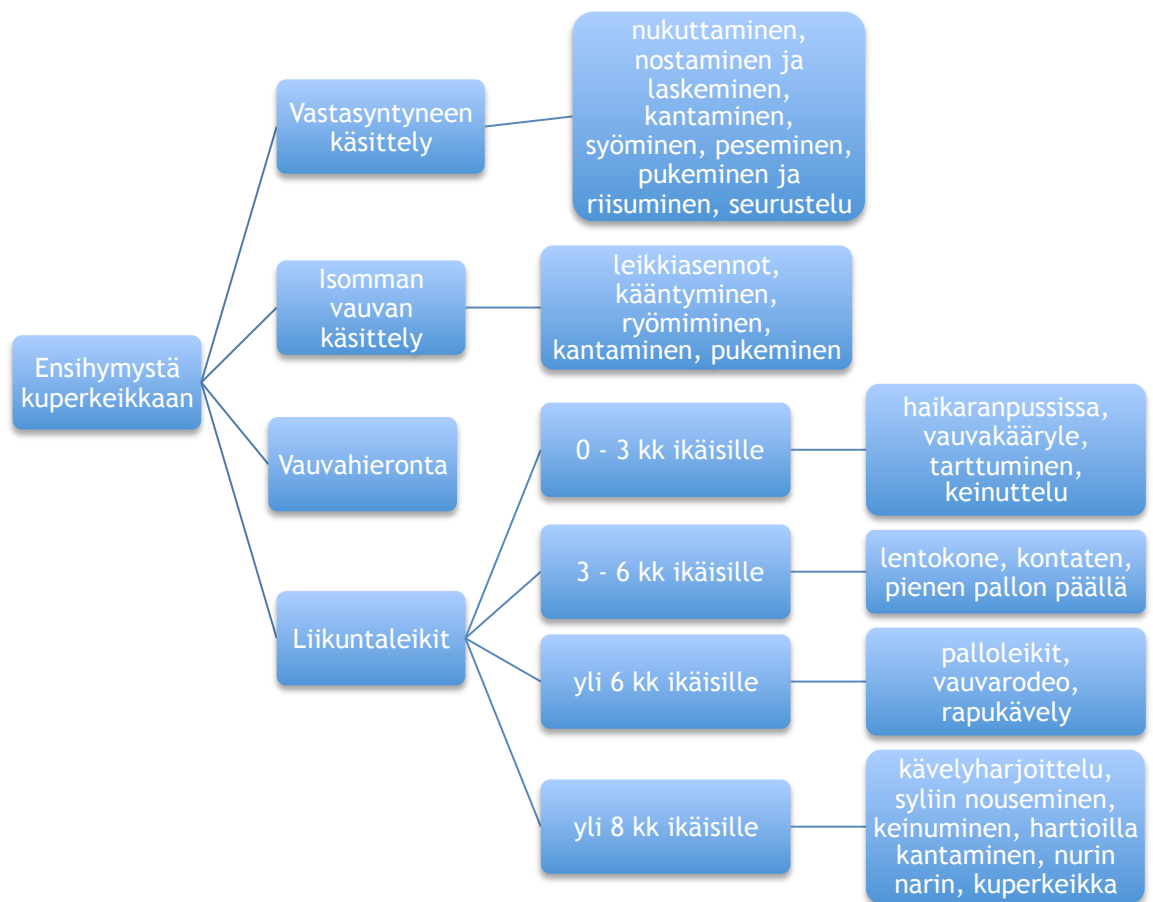 Ensihymystä
kuperkeikkaan
Vastasyntyneen
käsittely
nukuttaminen,
nostaminen ja
laskeminen,
kantaminen,
syöminen, peseminen,
pukeminen ja
riisuminen, seurustelu
Isomman
vauvan
käsittely
leikkiasennot,
kääntyminen,
ryömiminen,
kantaminen, pukeminen
Vauvahieronta
Liikuntaleikit
0 - 3 kk ikäisille
haikaranpussissa,
vauvakääryle,
tarttuminen,
keinuttelu
3 - 6 kk ikäisille
lentokone, kontaten,
pienen pallon päällä
yli 6 kk ikäisille
palloleikit,
vauvarodeo,
rapukävely
yli 8 kk ikäisille
kävelyharjoittelu,
syliin nouseminen,
keinuminen, hartioilla
kantaminen, nurin
narin, kuperkeikka